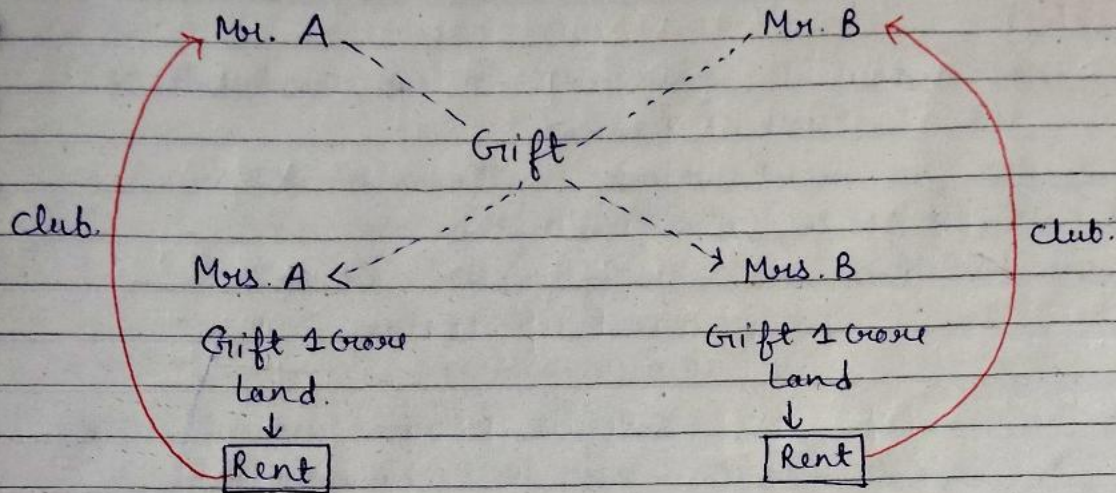 Mr. A Mr. B
Gift
Club. Club.
Mrs. A Mrs. B
Gift 1 Crore Gift 1 Crore
Land. Land
Rent Rent